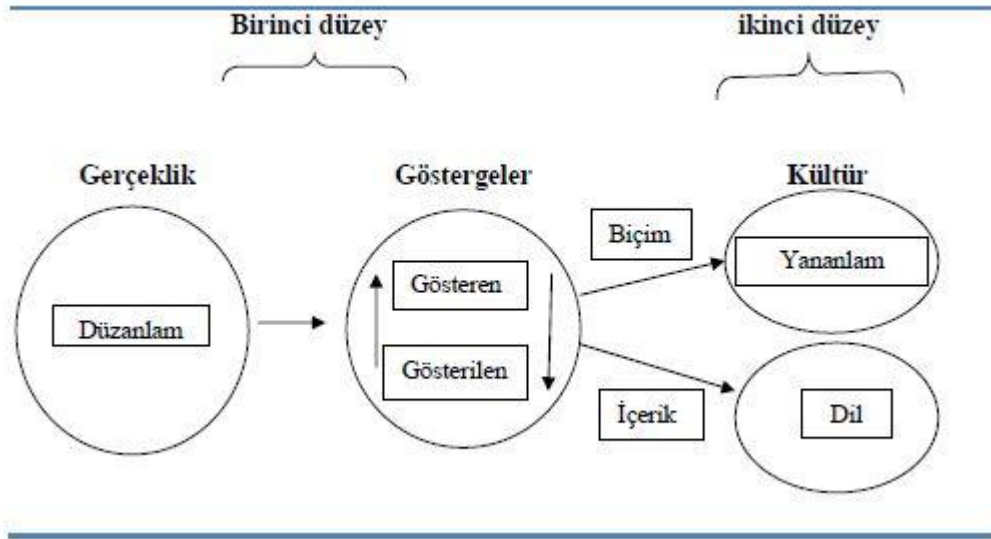 Birinci düzey
ikinci düzey
Gerçeklik
Göstergeler
Kültür
Biçim
Yananlam
Gösteren
Düzanlam
Gösterilen
İçerik
Dil